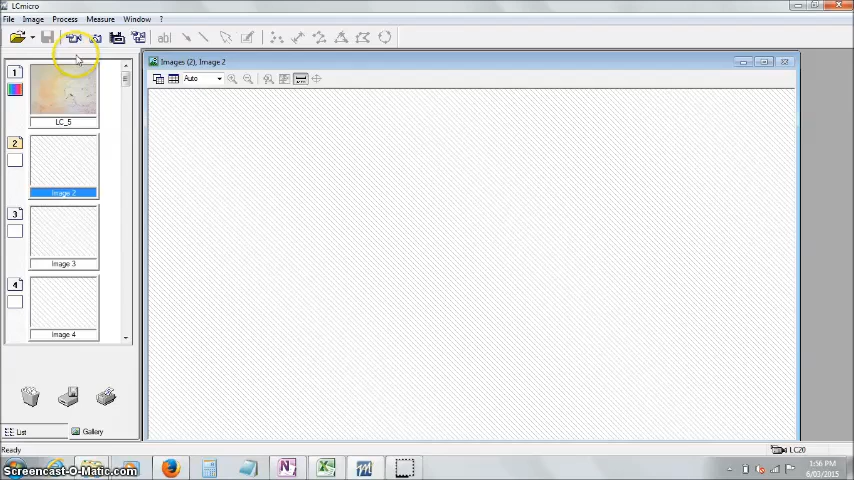 LCmicro
File Image Process Measure Window ?
abl
Images (2), Image 2
Auto
1
LC_5
2
Image 2
3
Image 3
4
Image 4
List Gallery
Ready LC20
Screencast-O-Matic.com
1:56 PM
6/03/2015